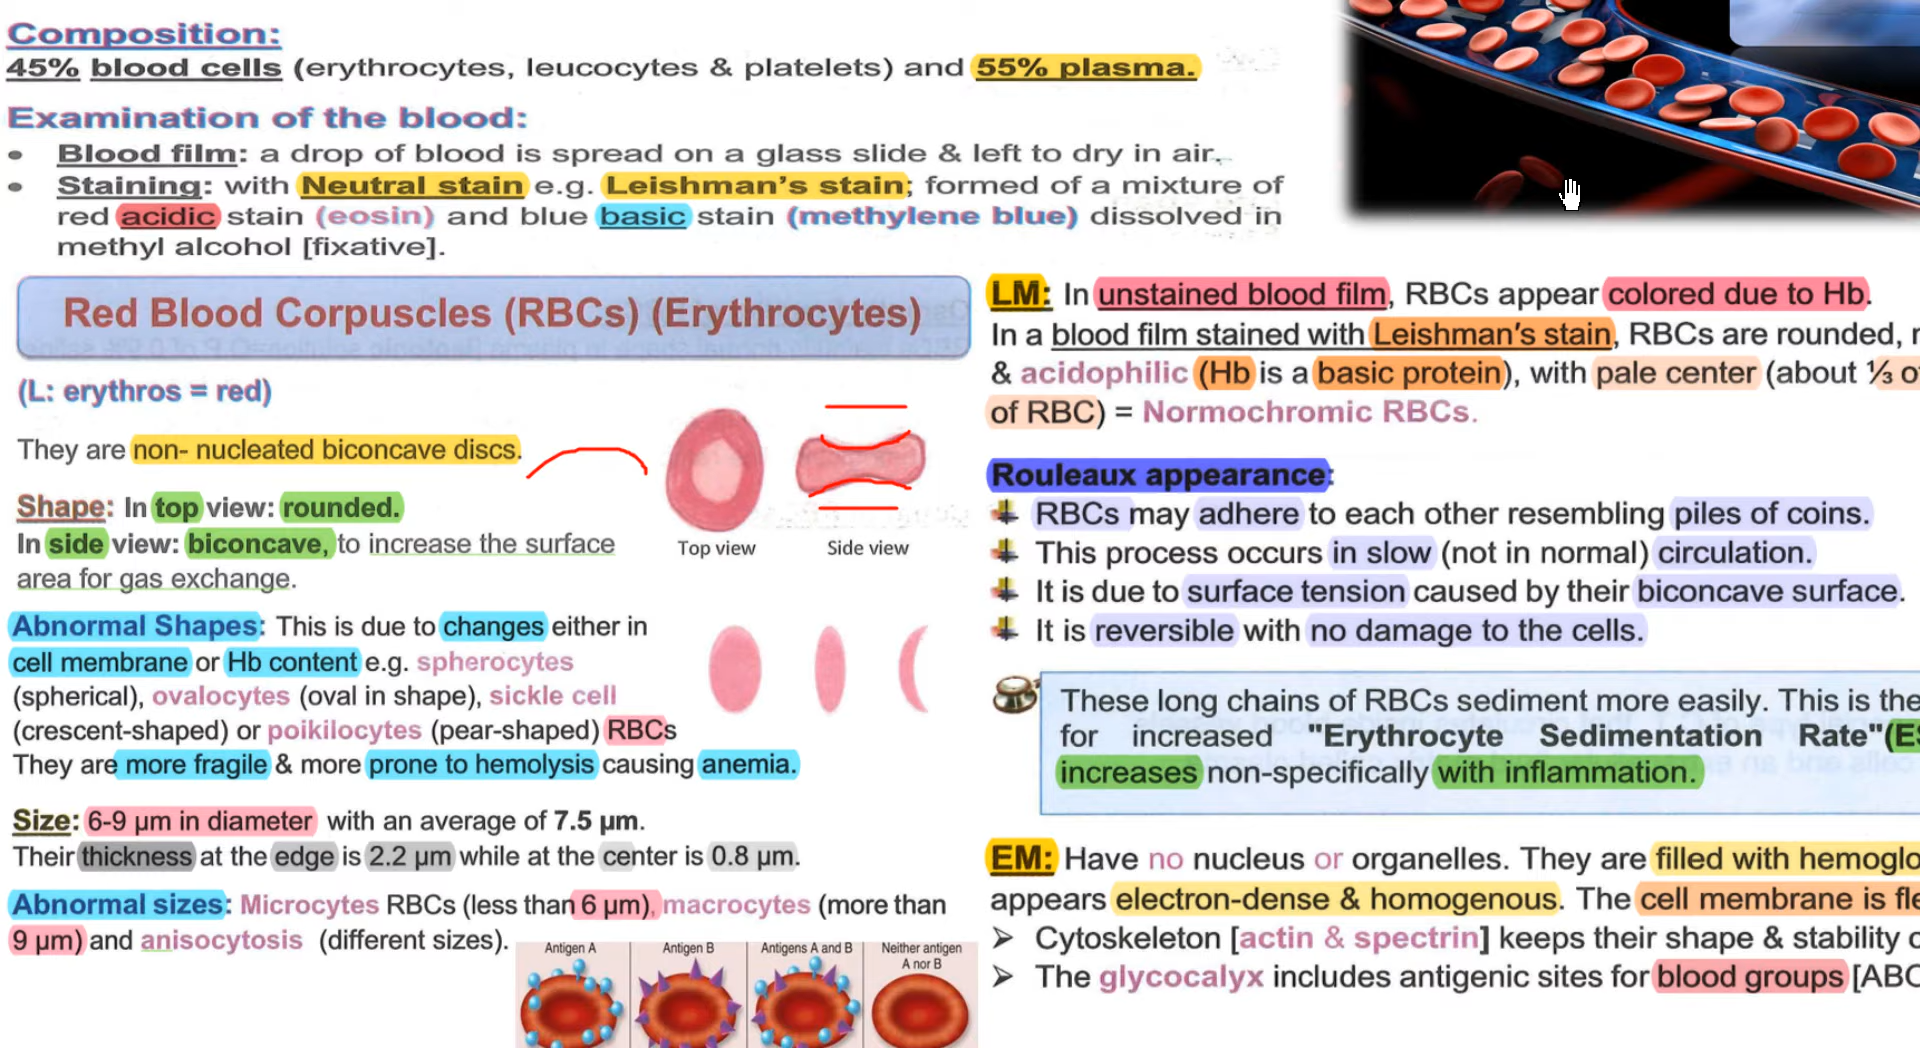 Composition:
45% blood cells (erythrocytes, leucocytes & platelets) and 55% plasma.
Examination of the blood:
• Blood film: a drop of blood is spread on a glass slide & left to dry in air.
• Staining: with Neutral stain e.g. Leishman's stain; formed of a mixture of
red acidic stain (eosin) and blue basic stain (methylene blue) dissolved in
methyl alcohol [fixative].
Red Blood Corpuscles (RBCs) (Erythrocytes)
(L: erythros = red)
They are non- nucleated biconcave discs.
Shape: In top view: rounded.
In side view: biconcave, to increase the surface
area for gas exchange.
Top view
Side view
Abnormal Shapes: This is due to changes either in
cell membrane or Hb content e.g. spherocytes
(spherical), ovalocytes (oval in shape), sickle cell
(crescent-shaped) or poikilocytes (pear-shaped) RBCs
They are more fragile & more prone to hemolysis causing anemia.
Size: 6-9 µm in diameter with an average of 7.5 µm.
Their thickness at the edge is 2.2 µm while at the center is 0.8 µm.
Abnormal sizes: Microcytes RBCs (less than 6 µm), macrocytes (more than
9 µm) and anisocytosis (different sizes).
Antigen A
Antigen B
Antigens A and B
Neither antigen
A nor B
LM: In unstained blood film, RBCs appear colored due to Hb.
In a blood film stained with Leishman's stain, RBCs are rounded,
& acidophilic (Hb is a basic protein), with pale center (about ⅓
of RBC) = Normochromic RBCs.
Rouleaux appearance:
RBCs may adhere to each other resembling piles of coins.
This process occurs in slow (not in normal) circulation.
It is due to surface tension caused by their biconcave surface.
It is reversible with no damage to the cells.
These long chains of RBCs sediment more easily. This is the
for increased "Erythrocyte Sedimentation Rate"(ES
increases non-specifically with inflammation.
EM: Have no nucleus or organelles. They are filled with hemoglo
appears electron-dense & homogenous. The cell membrane is fle
➢ Cytoskeleton [actin & spectrin] keeps their shape & stability
➢ The glycocalyx includes antigenic sites for blood groups [ABO